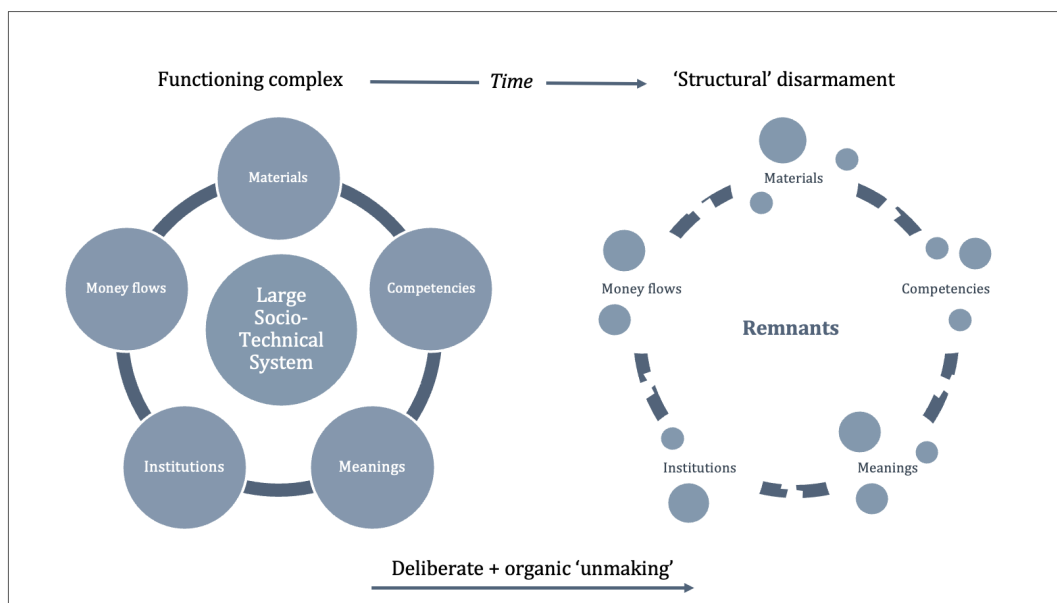 Functioning complex
Time
‘Structural’ disarmament
Materials
Money flows
Competencies
Large
Socio-
Technical
System
Institutions
Meanings
Materials
Money flows
Competencies
Remnants
Institutions
Meanings
Deliberate + organic ‘unmaking’